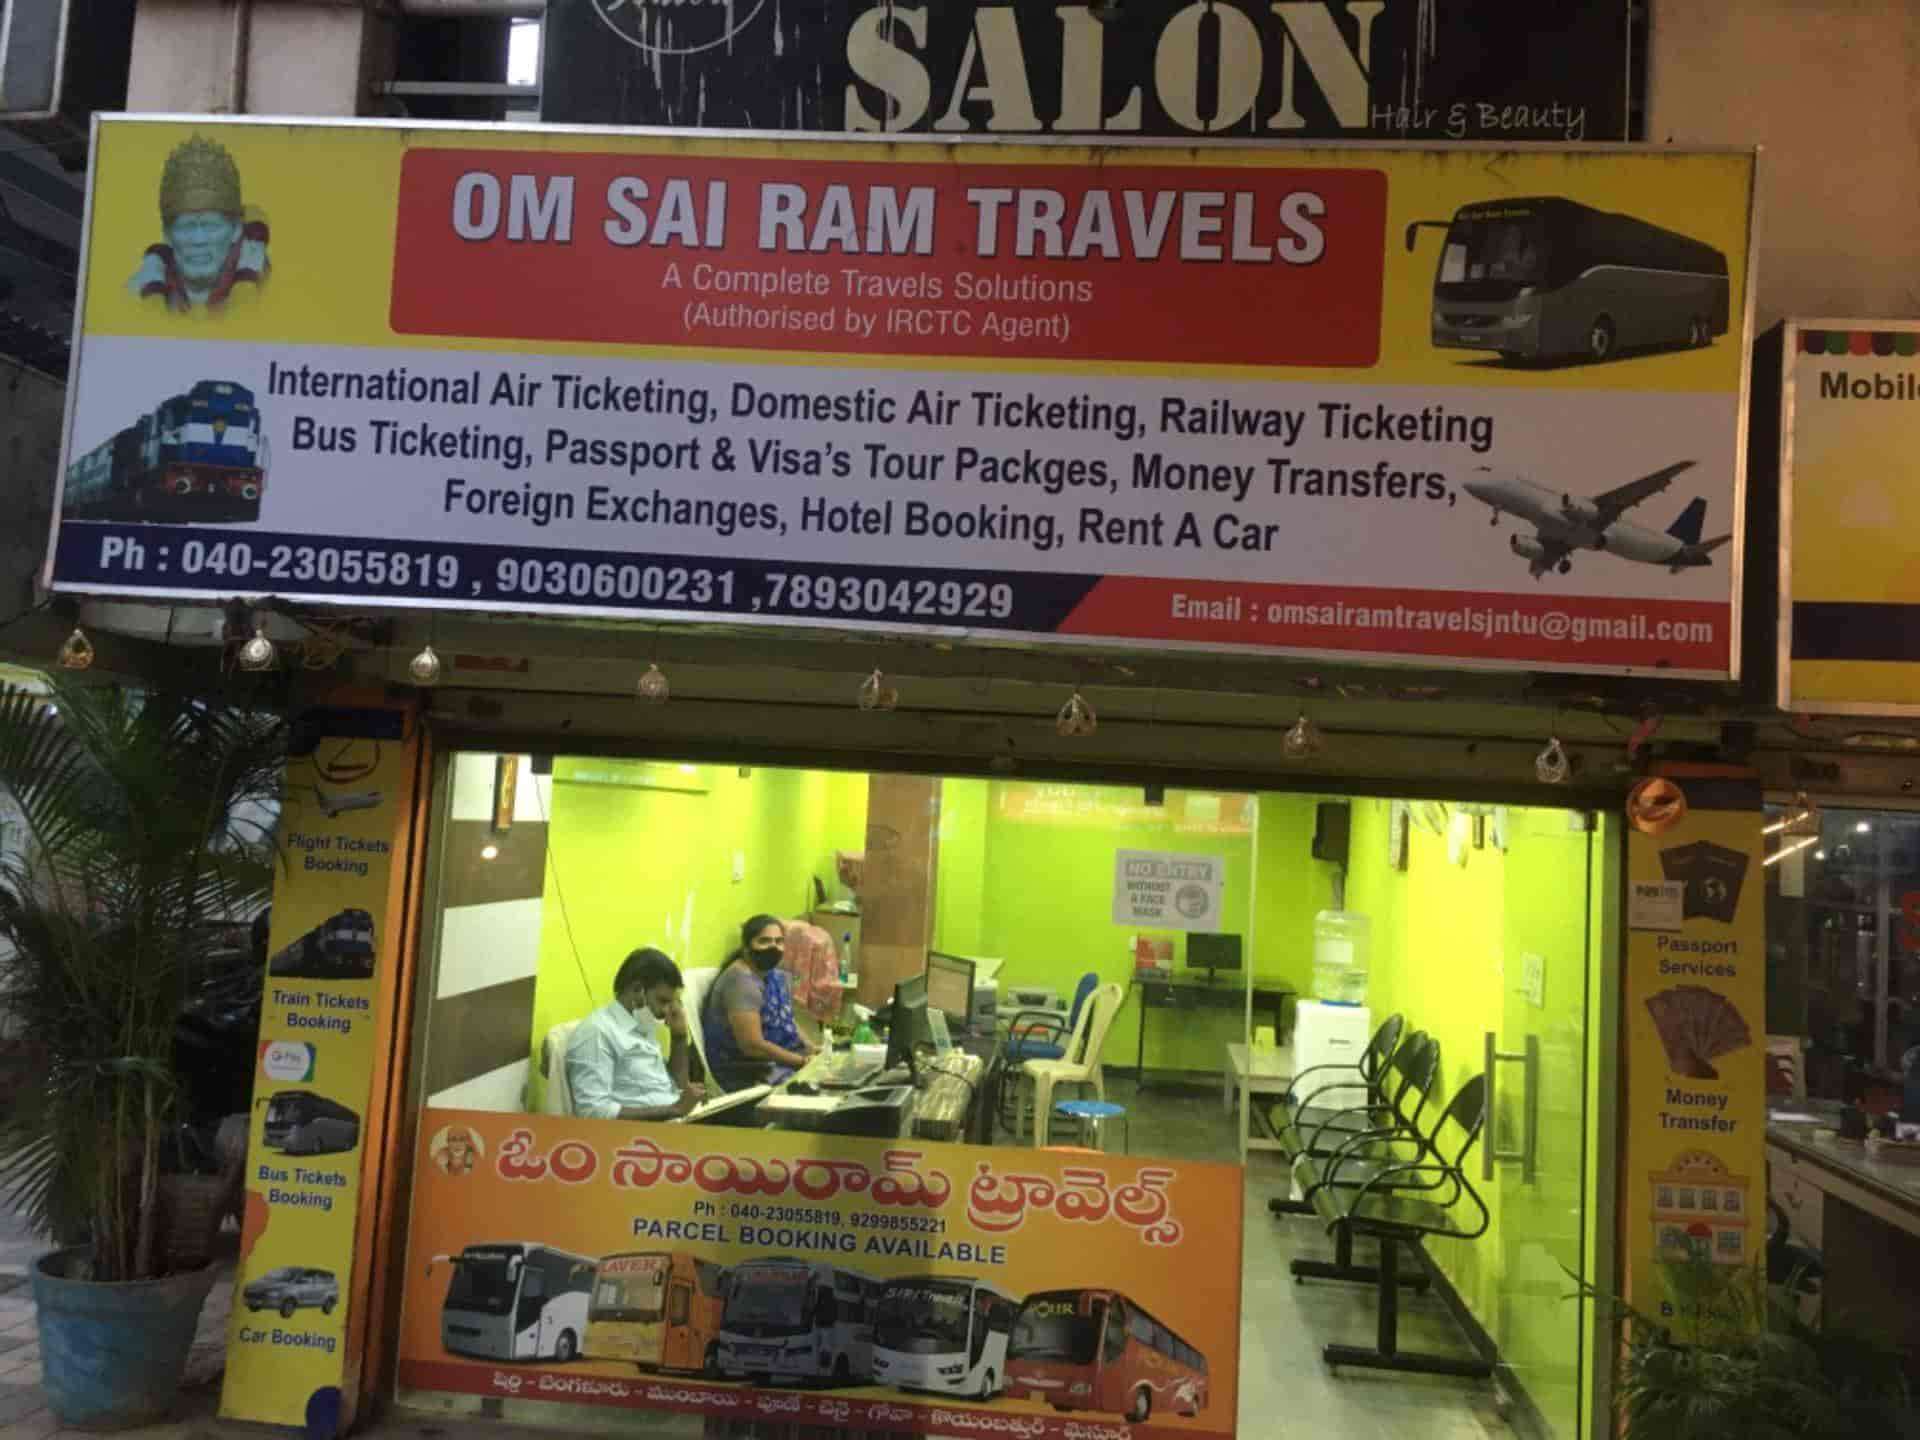 SALON
Hair & Beauty
OM SAI RAM TRAVELS
A Complete Travels Solutions
(Authorised by IRCTC Agent)
International Air Ticketing, Domestic Air Ticketing, Railway Ticketing
Bus Ticketing, Passport & Visa's Tour Packges, Money Transfers,
Foreign Exchanges, Hotel Booking, Rent A Car
Ph : 040-23055819 , 9030600231 ,7893042929
Email : omsairamtravelsjntu@gmail.com
Flight Tickets
Booking
Train Tickets
Booking
G Pay
Bus Tickets
Booking
Car Booking
NO ENTRY
WITHOUT
A FACE
MASK
Passport
Services
Money
Transfer
ఓం సాయిరామ్ ట్రావెల్స్
Ph : 040-23055819, 9299855221
PARCEL BOOKING AVAILABLE
షిర్డి - బెంగళూరు - ముంబాయి - పూణే - చెన్నై - గోవా - కొయంబత్తుర్ - మైసూర్